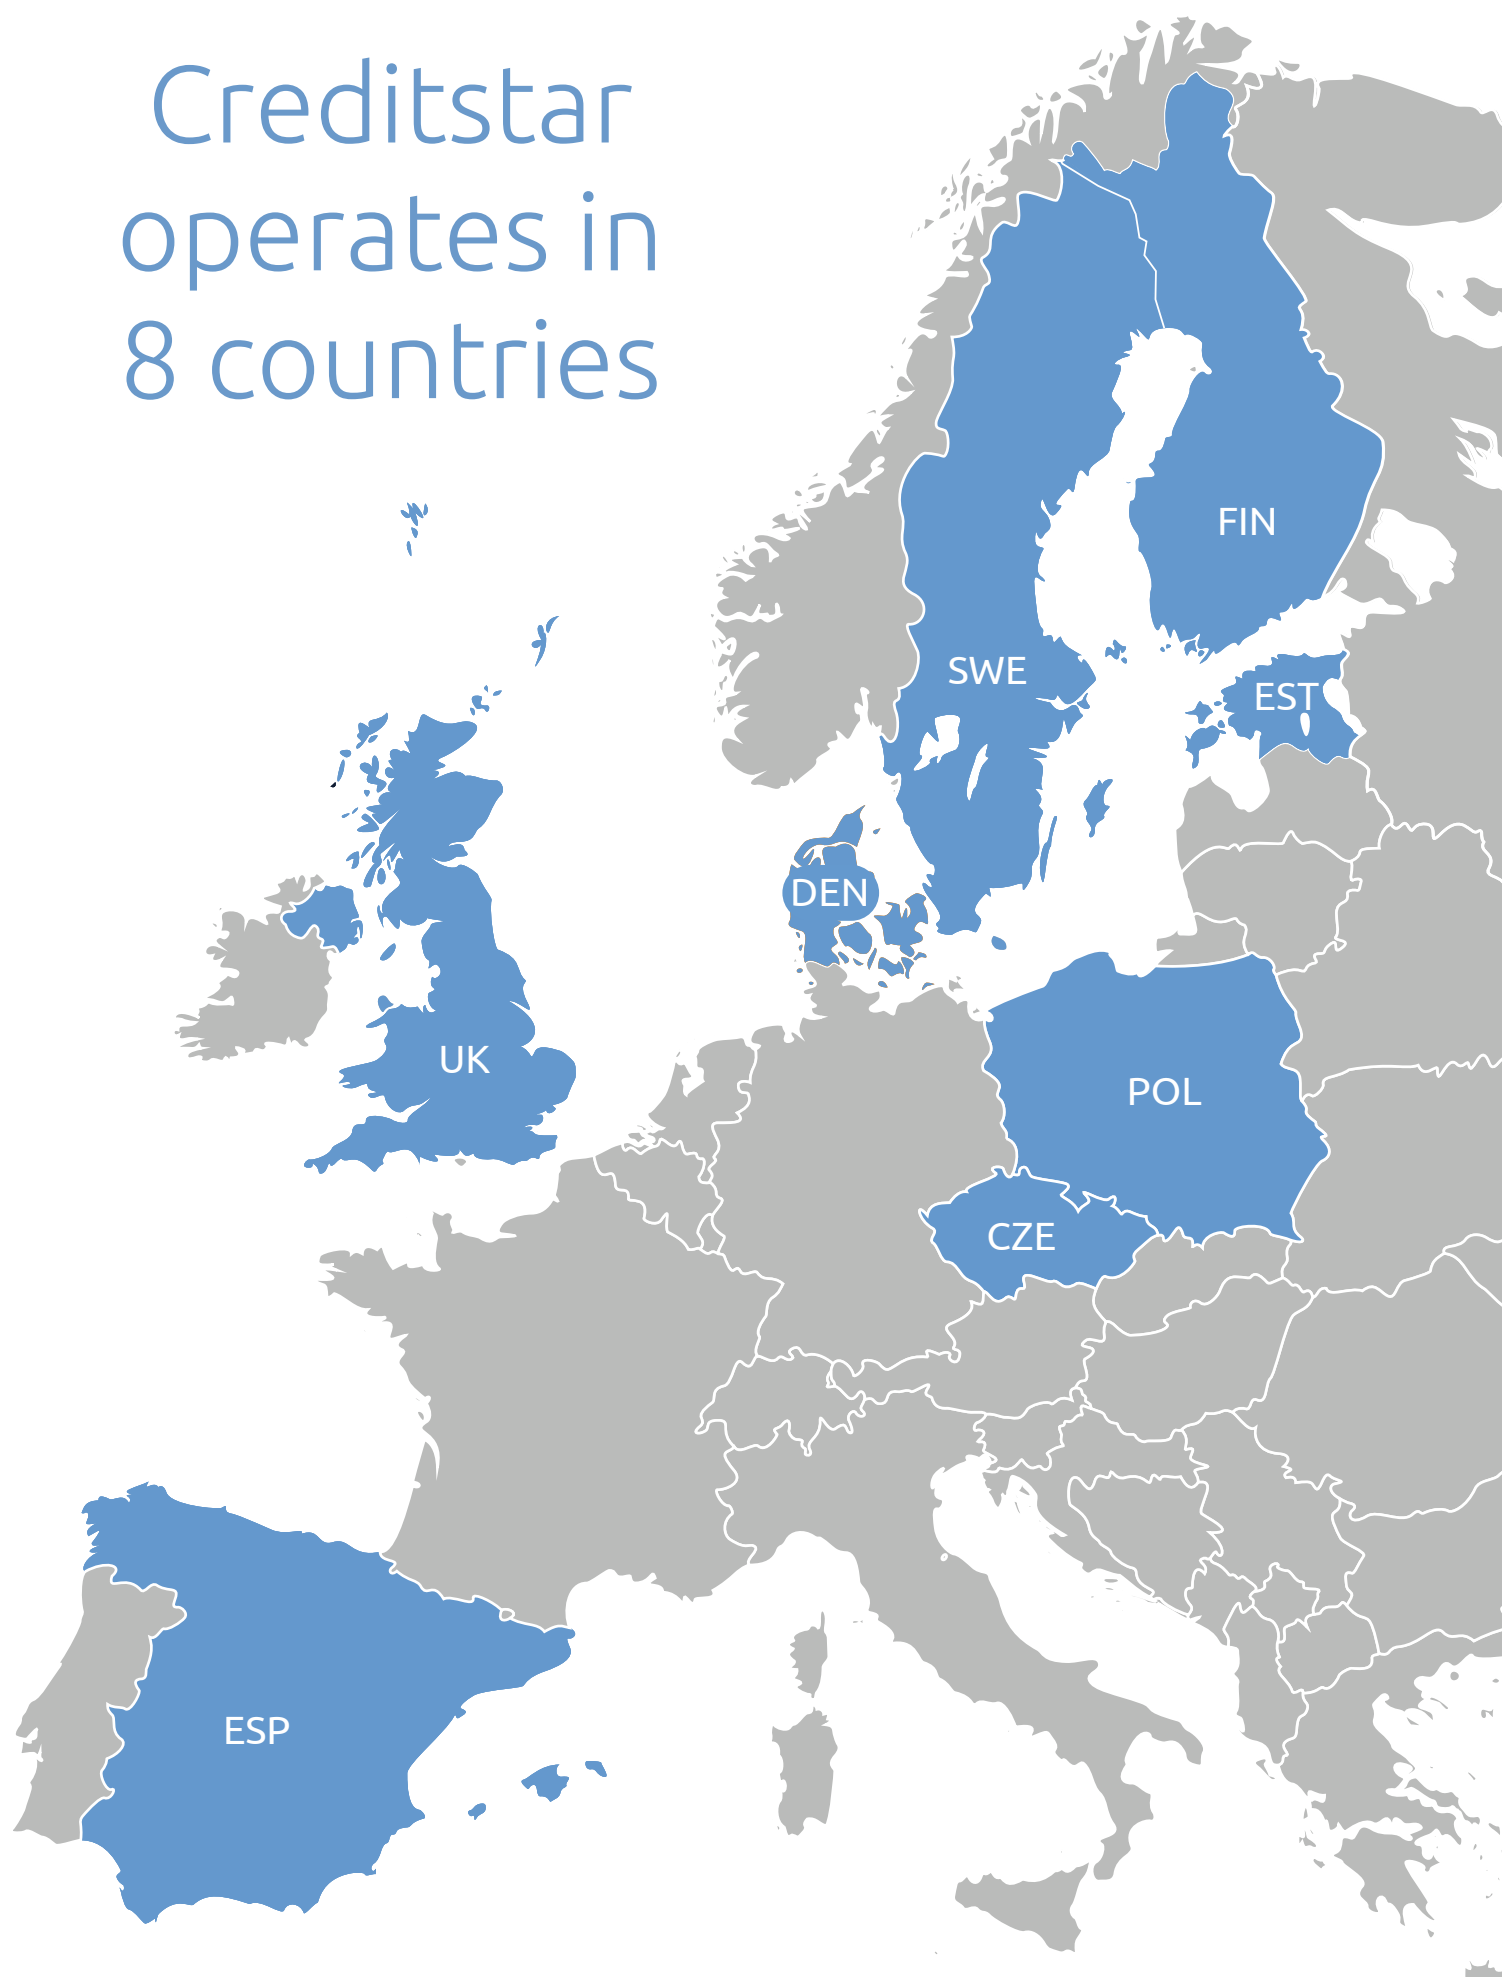 Creditstar
operates in
8 countries
FIN
SWE
EST
DEN
UK
POL
CZE
ESP